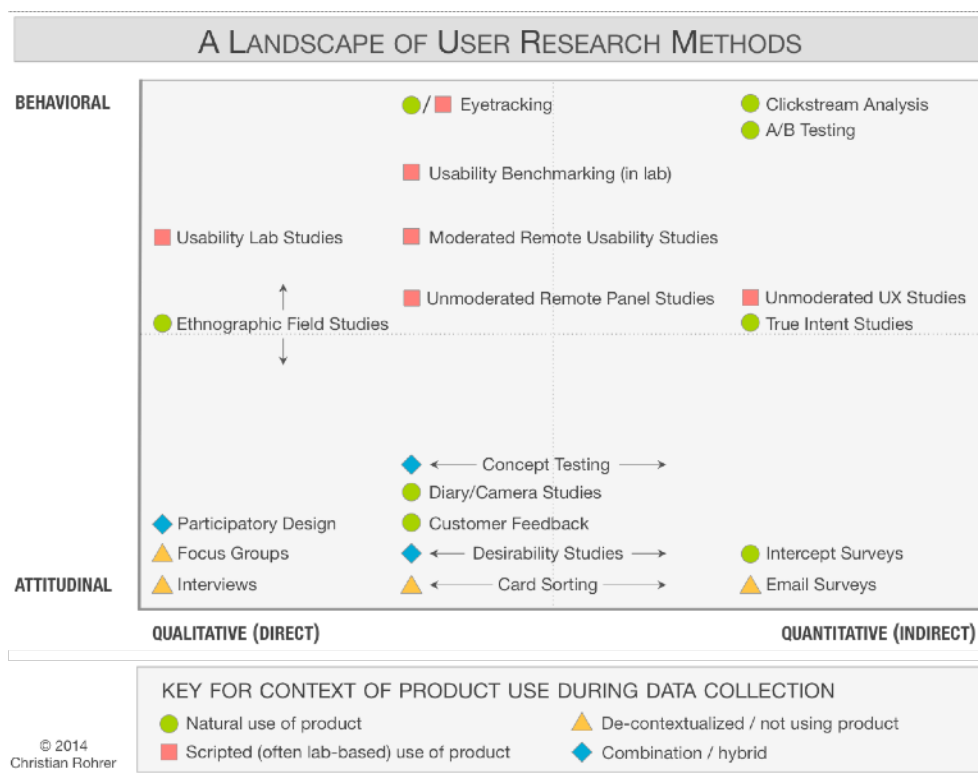 A LANDSCAPE OF USER RESEARCH METHODS
BEHAVIORAL
/ Eyetracking
Clickstream Analysis
A/B Testing
Usability Benchmarking (in lab)
Usability Lab Studies
Moderated Remote Usability Studies
Unmoderated Remote Panel Studies
Unmoderated UX Studies
Ethnographic Field Studies
True Intent Studies
Concept Testing
Diary/Camera Studies
Participatory Design
Customer Feedback
Focus Groups
Desirability Studies
Intercept Surveys
ATTITUDINAL
Interviews
Card Sorting
Email Surveys
QUALITATIVE (DIRECT)
QUANTITATIVE (INDIRECT)
KEY FOR CONTEXT OF PRODUCT USE DURING DATA COLLECTION
Natural use of product
De-contextualized / not using product
Scripted (often lab-based) use of product
Combination / hybrid
© 2014
Christian Rohrer